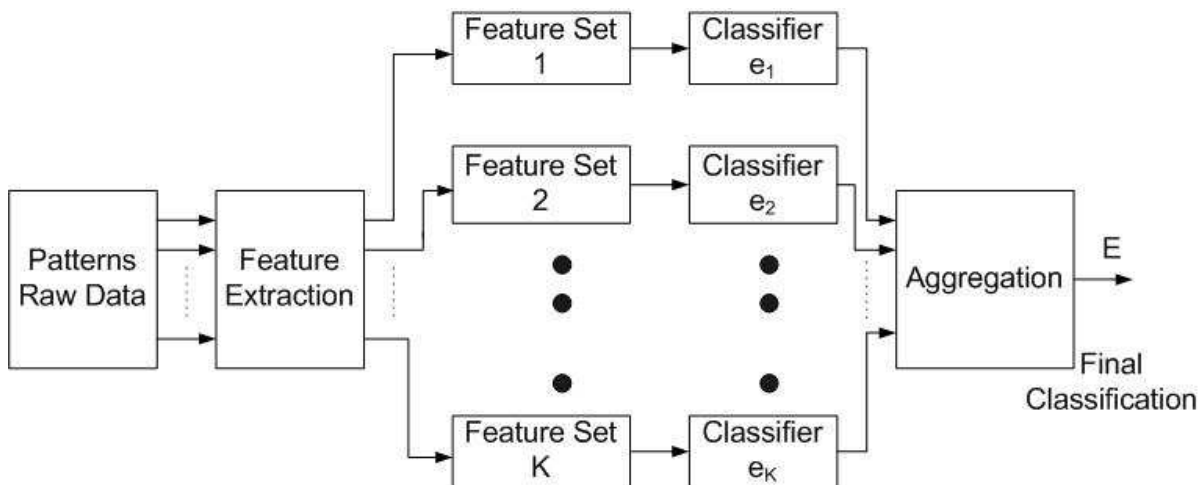 Patterns
Raw Data
Feature
Extraction
Feature Set
1
Classifier
e₁
Feature Set
2
Classifier
e₂
Feature Set
K
Classifier
eK
Aggregation
E
Final
Classification